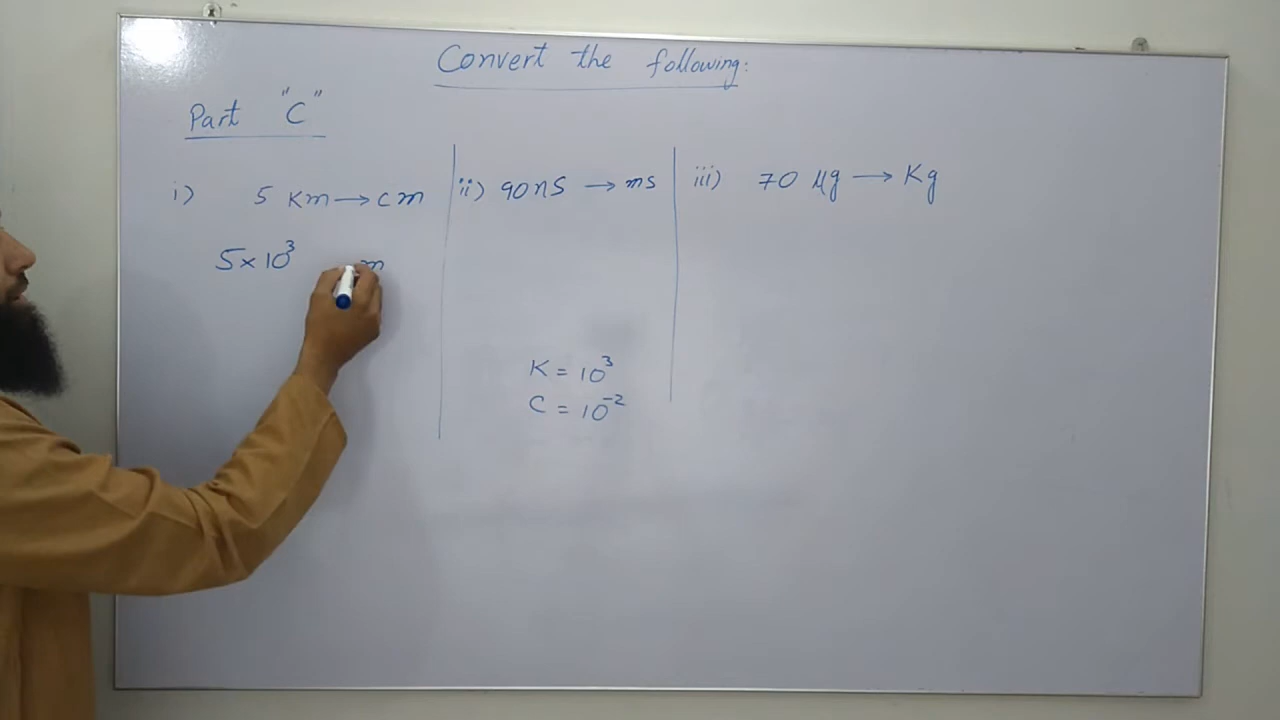 Convert the following:
Part "C"
i) 5 Km → cm
5 × 10³ m
ii) 90 ns → ms
K = 10³
C = 10⁻²
iii) 70 μg → Kg